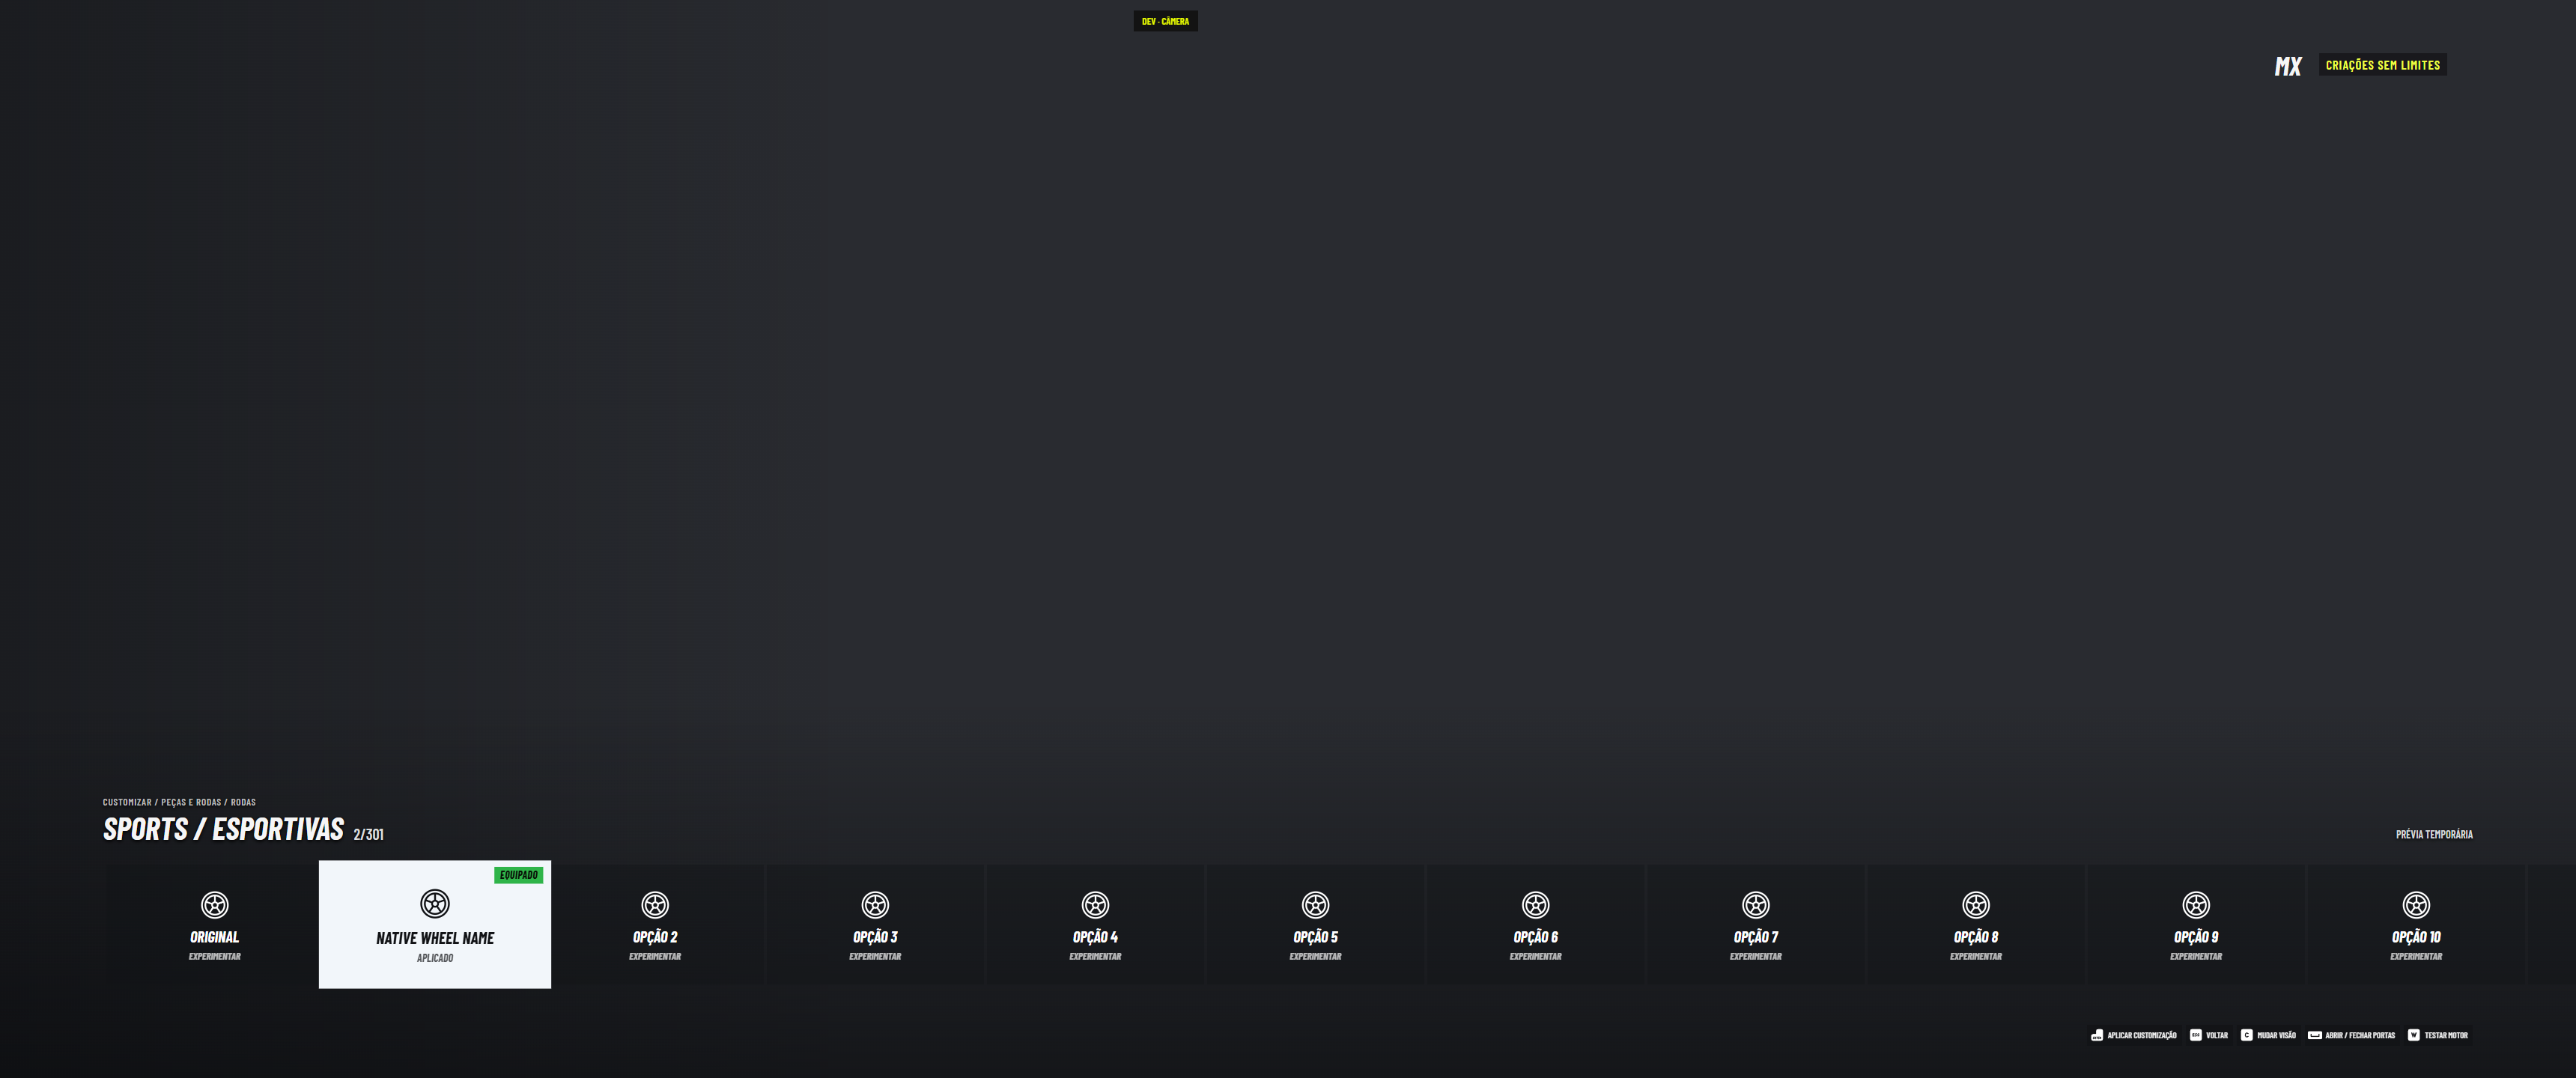 DEV - CÂMERA
MX CRIAÇÕES SEM LIMITES
CUSTOMIZAR / PEÇAS E RODAS / RODAS
SPORTS / ESPORTIVAS 2/301
PRÉVIA TEMPORÁRIA
EQUIPADO
ORIGINAL
EXPERIMENTAR
NATIVE WHEEL NAME
APLICADO
OPÇÃO 2
EXPERIMENTAR
OPÇÃO 3
EXPERIMENTAR
OPÇÃO 4
EXPERIMENTAR
OPÇÃO 5
EXPERIMENTAR
OPÇÃO 6
EXPERIMENTAR
OPÇÃO 7
EXPERIMENTAR
OPÇÃO 8
EXPERIMENTAR
OPÇÃO 9
EXPERIMENTAR
OPÇÃO 10
EXPERIMENTAR
ENTER APLICAR CUSTOMIZAÇÃO ESC VOLTAR C MUDAR VISÃO ABRIR / FECHAR PORTAS W TESTAR MOTOR